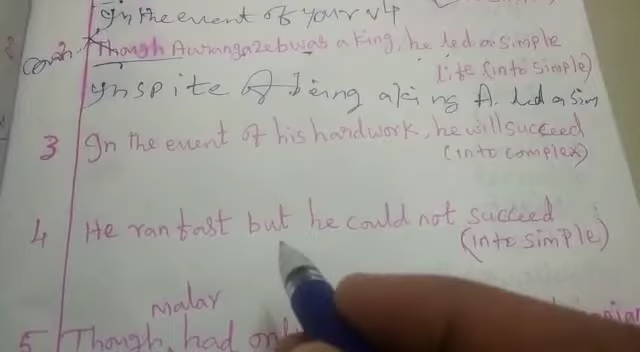 In the event of your
Though Aurangazeb was a king, he led a simple
life (into simple)
Inspite of being a king A. led a sim
3 In the event of his hardwork, he will succeed
(into complex)
4 He ran fast but he could not succeed
(into simple)
malar
5 Though had